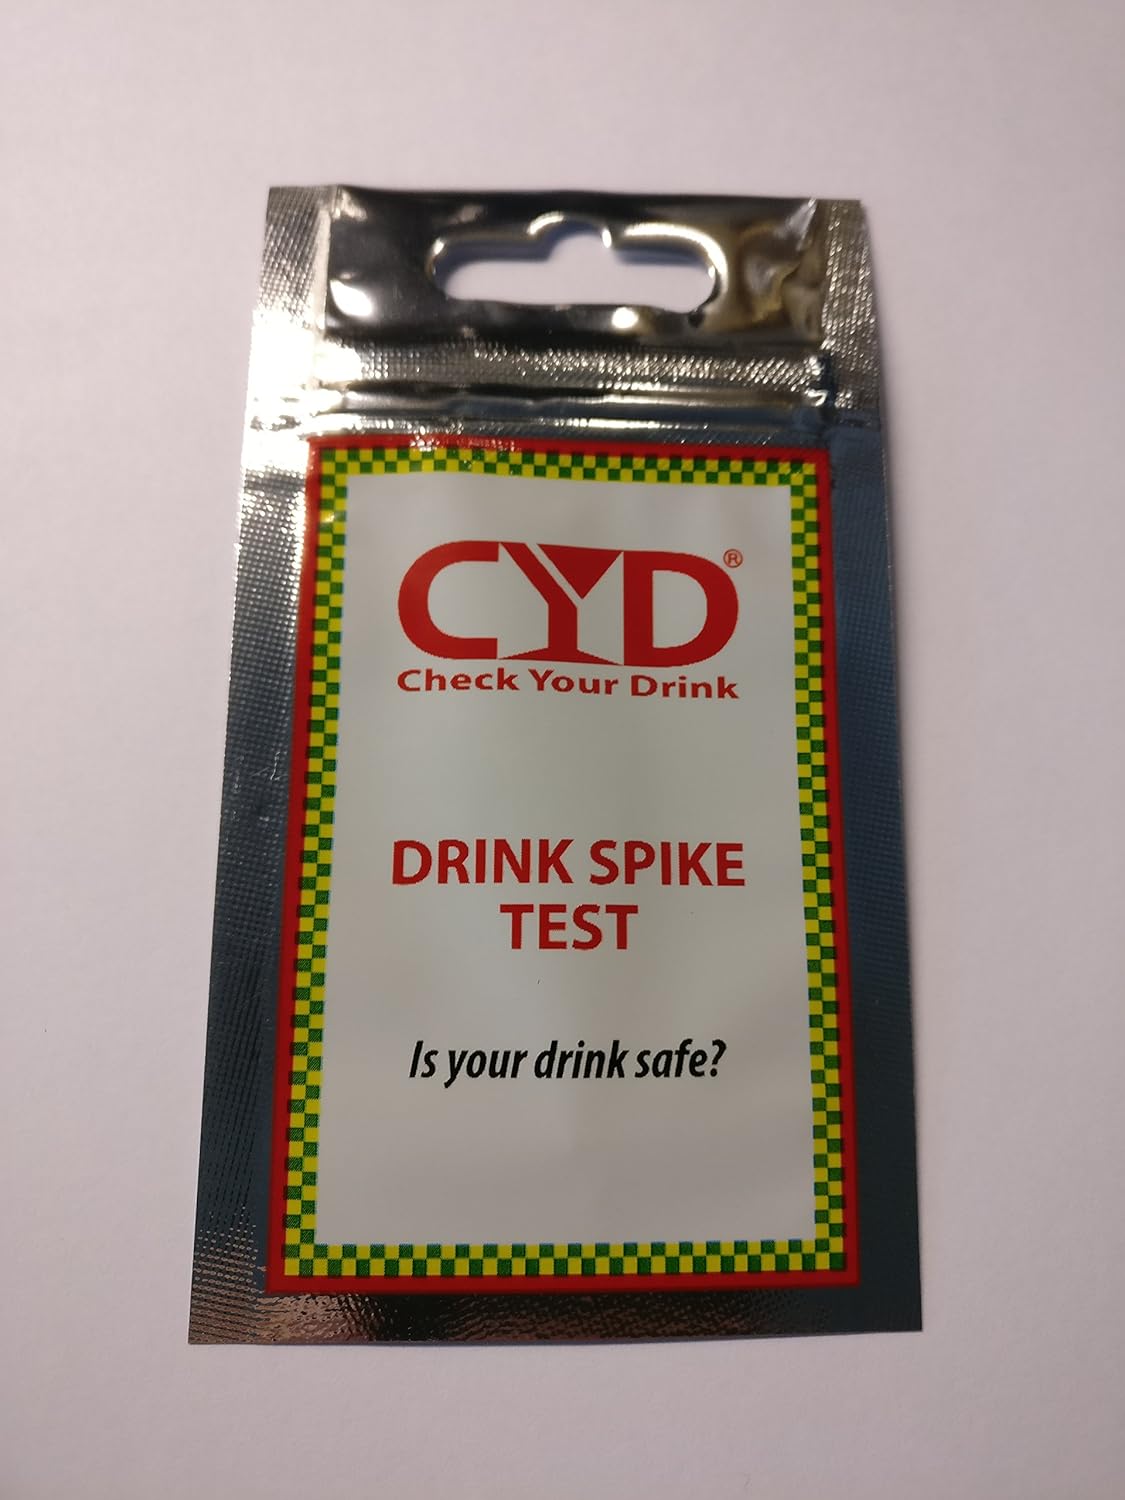 CYD®
Check Your Drink
DRINK SPIKE
TEST
Is your drink safe?